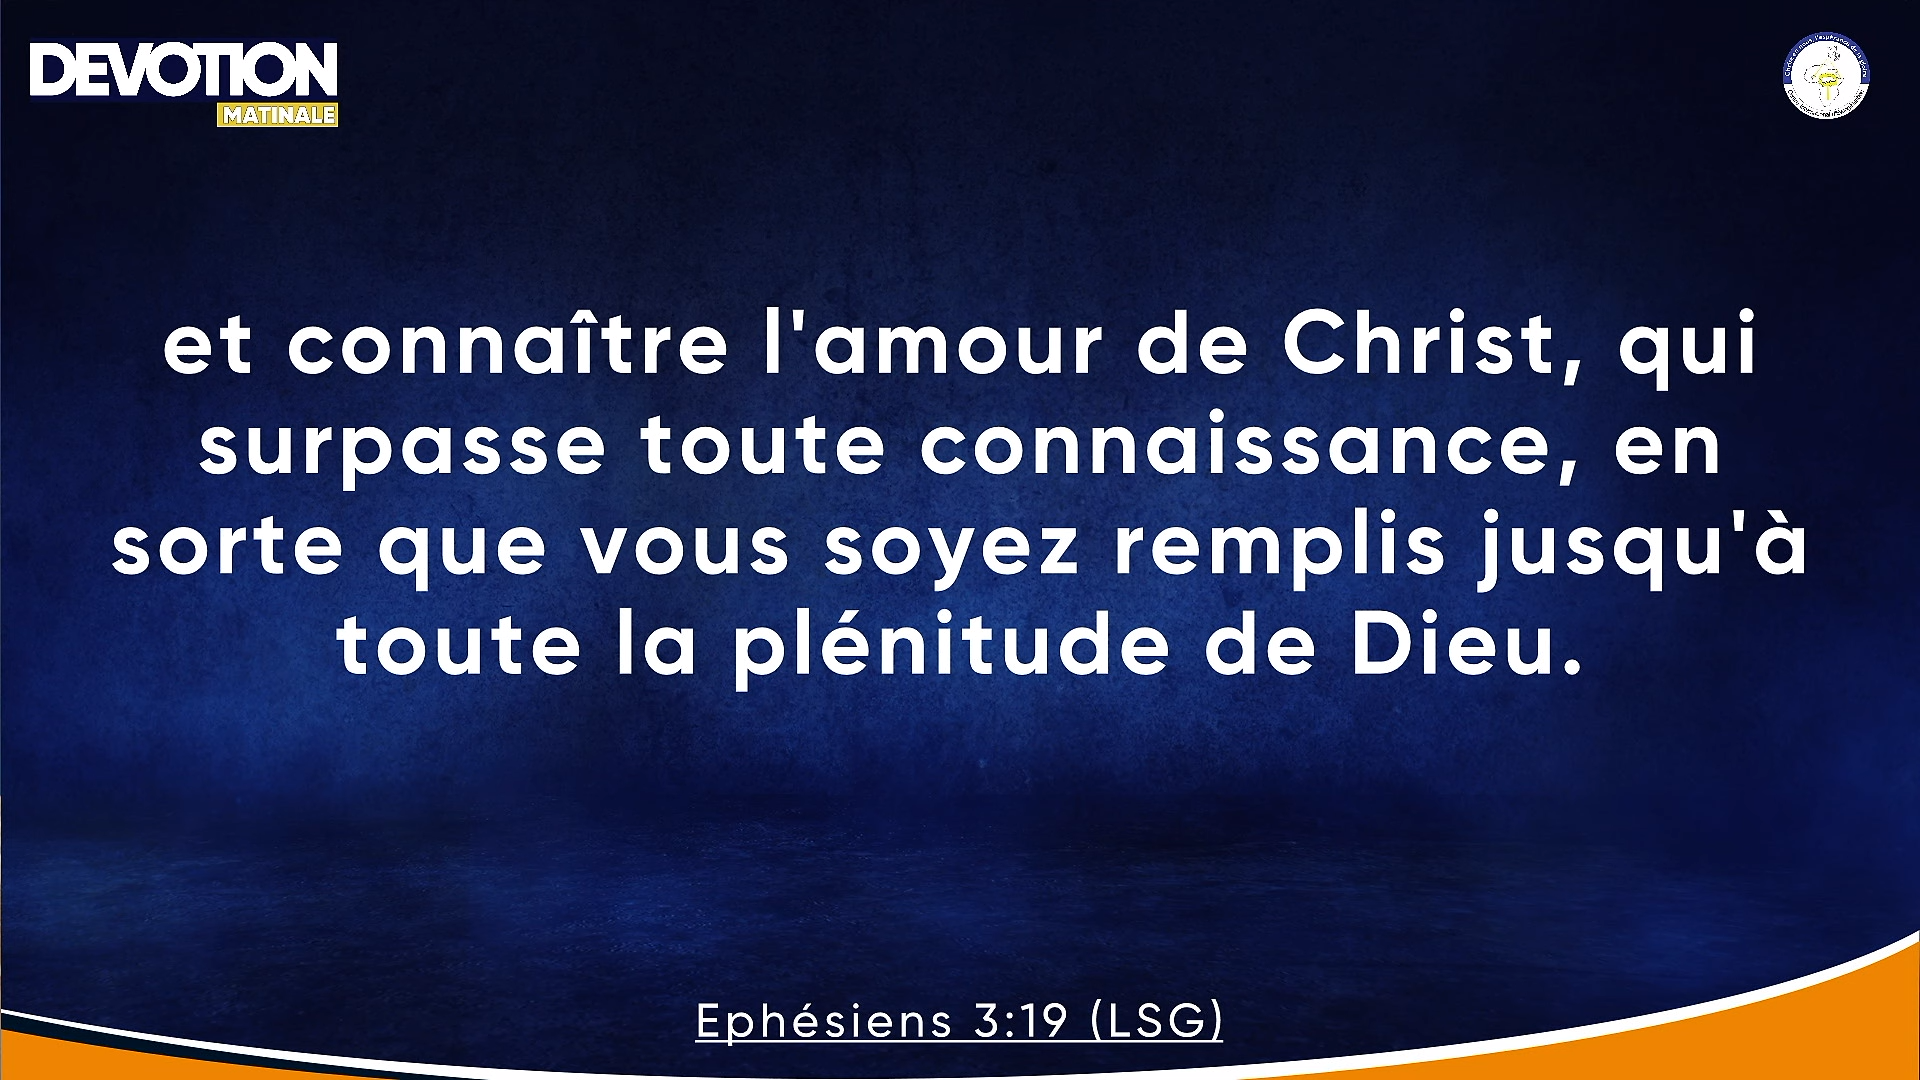 DEVOTION
MATINALE
et connaître l'amour de Christ, qui
surpasse toute connaissance, en
sorte que vous soyez remplis jusqu'à
toute la plénitude de Dieu.
Ephésiens 3:19 (LSG)